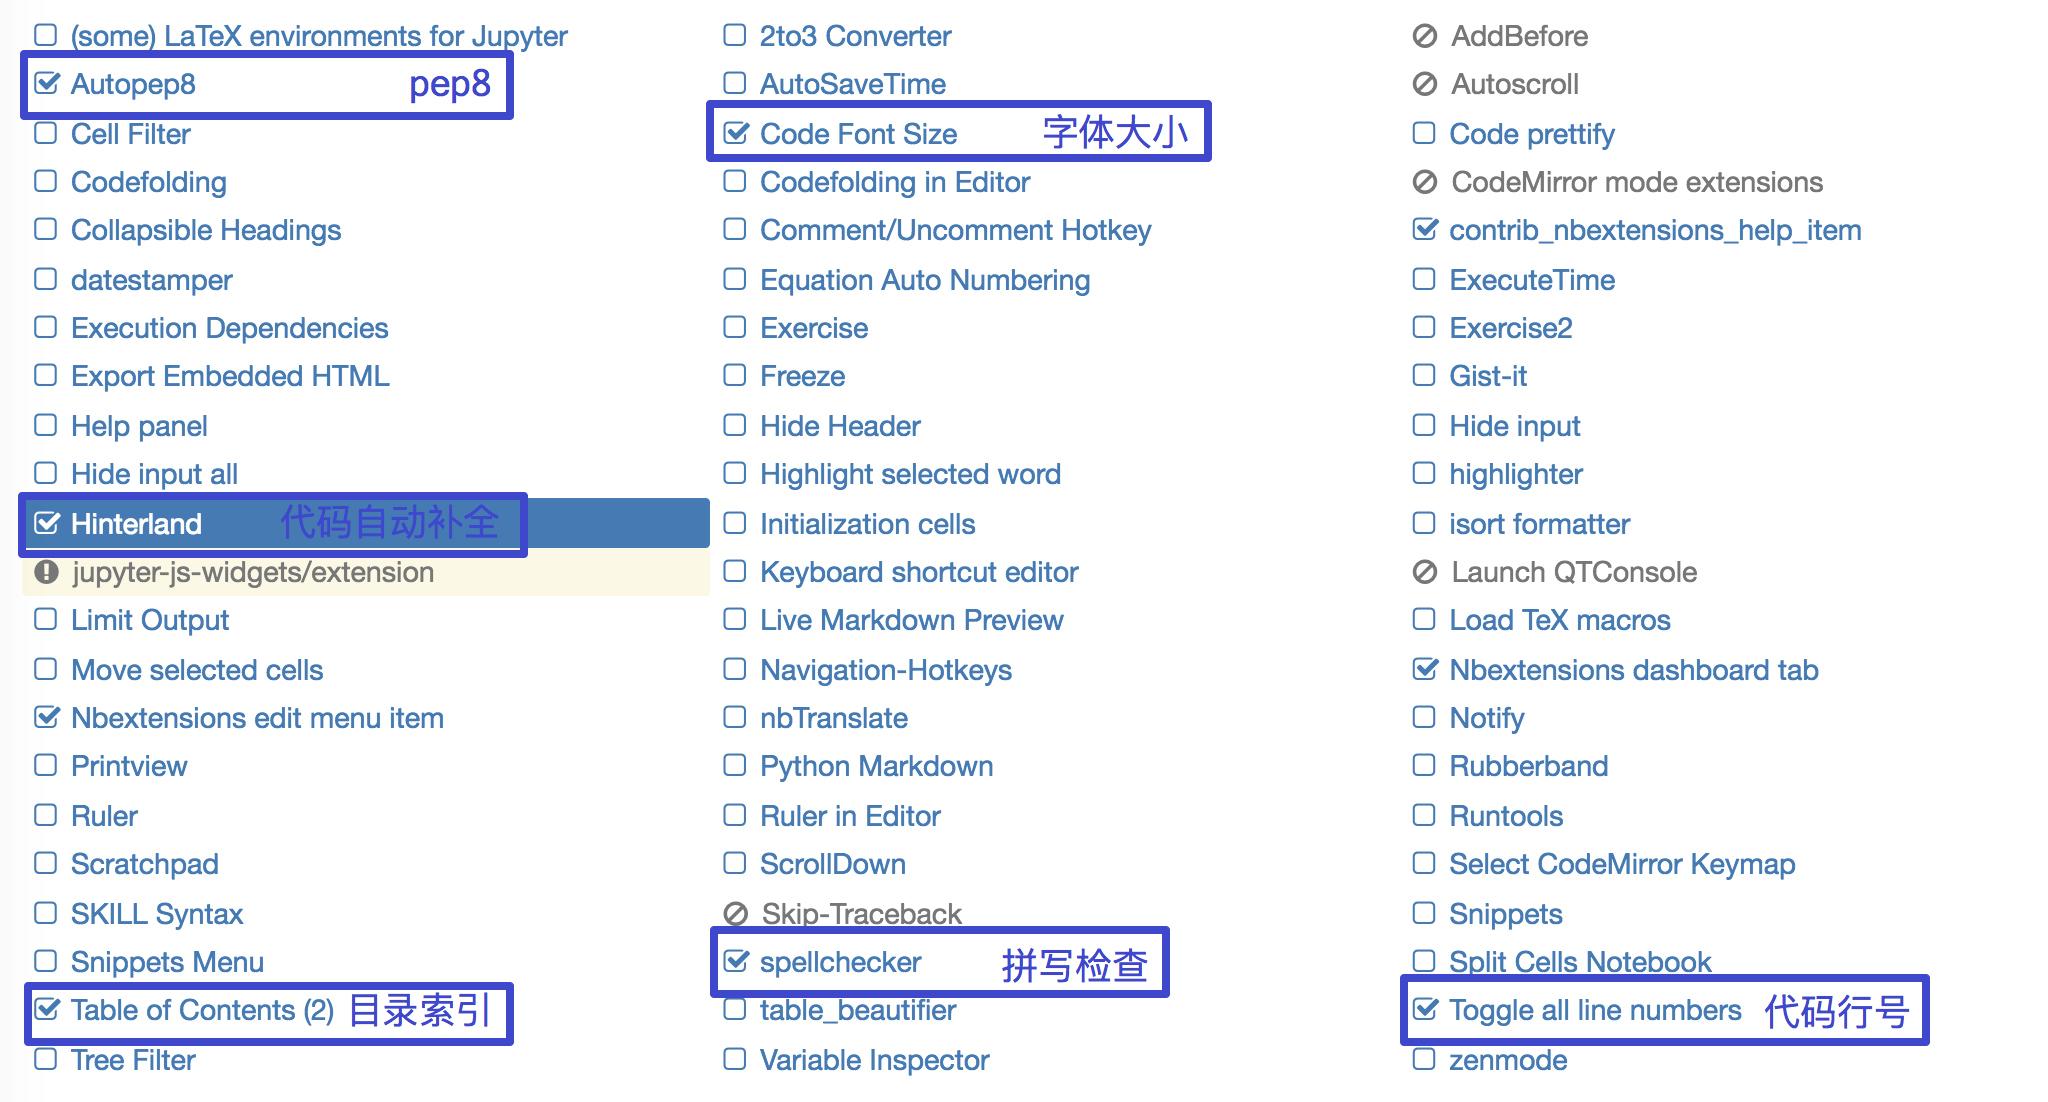 (some) LaTeX environments for Jupyter
2to3 Converter
AddBefore
Autopep8 pep8
AutoSaveTime
Autoscroll
Cell Filter
Code Font Size 字体大小
Code prettify
Codefolding
Codefolding in Editor
CodeMirror mode extensions
Collapsible Headings
Comment/Uncomment Hotkey
contrib_nbextensions_help_item
datestamper
Equation Auto Numbering
ExecuteTime
Execution Dependencies
Exercise
Exercise2
Export Embedded HTML
Freeze
Gist-it
Help panel
Hide Header
Hide input
Hide input all
Highlight selected word
highlighter
Hinterland 代码自动补全
Initialization cells
isort formatter
jupyter-js-widgets/extension
Keyboard shortcut editor
Launch QTConsole
Limit Output
Live Markdown Preview
Load TeX macros
Move selected cells
Navigation-Hotkeys
Nbextensions dashboard tab
Nbextensions edit menu item
nbTranslate
Notify
Printview
Python Markdown
Rubberband
Ruler
Ruler in Editor
Runtools
Scratchpad
ScrollDown
Select CodeMirror Keymap
SKILL Syntax
Skip-Traceback
Snippets
Snippets Menu
spellchecker 拼写检查
Split Cells Notebook
Table of Contents (2) 目录索引
table_beautifier
Toggle all line numbers 代码行号
Tree Filter
Variable Inspector
zenmode